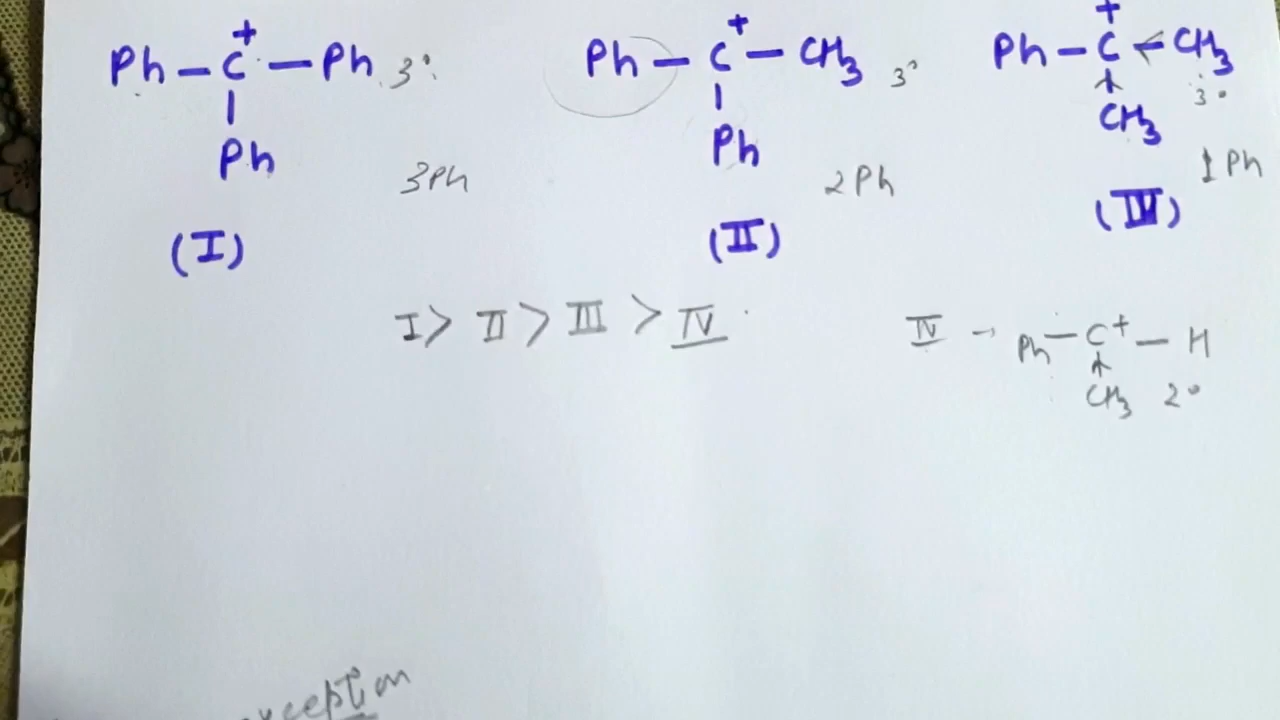 Ph – C⁺ – Ph 3°
|
Ph
3Ph
(I)
Ph – C⁺ – CH₃ 3°
|
Ph
2Ph
(II)
Ph – C⁺ ← CH₃
3°
↑
CH₃
1Ph
(IV)
I > II > III > IV
IV → Ph – C⁺ – H
↑
CH₃ 2°